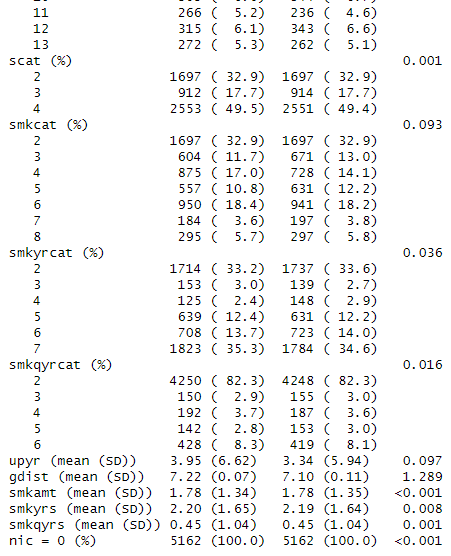 11 266 ( 5.2) 236 ( 4.6)
12 315 ( 6.1) 343 ( 6.6)
13 272 ( 5.3) 262 ( 5.1)
scat (%) 0.001
2 1697 ( 32.9) 1697 ( 32.9)
3 912 ( 17.7) 914 ( 17.7)
4 2553 ( 49.5) 2551 ( 49.4)
smkcat (%) 0.093
2 1697 ( 32.9) 1697 ( 32.9)
3 604 ( 11.7) 671 ( 13.0)
4 875 ( 17.0) 728 ( 14.1)
5 557 ( 10.8) 631 ( 12.2)
6 950 ( 18.4) 941 ( 18.2)
7 184 ( 3.6) 197 ( 3.8)
8 295 ( 5.7) 297 ( 5.8)
smkyrcat (%) 0.036
2 1714 ( 33.2) 1737 ( 33.6)
3 153 ( 3.0) 139 ( 2.7)
4 125 ( 2.4) 148 ( 2.9)
5 639 ( 12.4) 631 ( 12.2)
6 708 ( 13.7) 723 ( 14.0)
7 1823 ( 35.3) 1784 ( 34.6)
smkqyrcat (%) 0.016
2 4250 ( 82.3) 4248 ( 82.3)
3 150 ( 2.9) 155 ( 3.0)
4 192 ( 3.7) 187 ( 3.6)
5 142 ( 2.8) 153 ( 3.0)
6 428 ( 8.3) 419 ( 8.1)
upyr (mean (SD)) 3.95 (6.62) 3.34 (5.94) 0.097
gdist (mean (SD)) 7.22 (0.07) 7.10 (0.11) 1.289
smkamt (mean (SD)) 1.78 (1.34) 1.78 (1.35) <0.001
smkyrs (mean (SD)) 2.20 (1.65) 2.19 (1.64) 0.008
smkqyrs (mean (SD)) 0.45 (1.04) 0.45 (1.04) 0.001
nic = 0 (%) 5162 (100.0) 5162 (100.0) <0.001